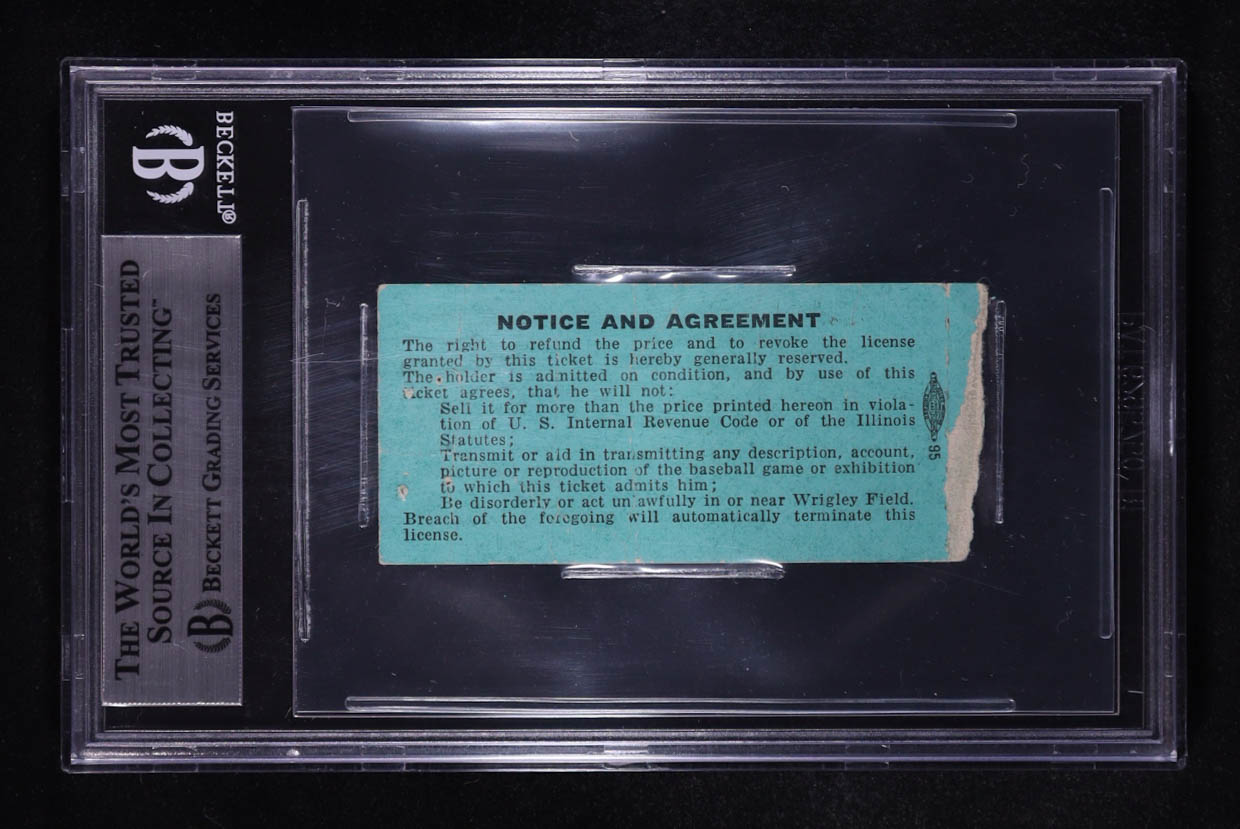 BECKETT®
B
THE WORLD'S MOST TRUSTED
SOURCE IN COLLECTING™
B BECKETT GRADING SERVICES
NOTICE AND AGREEMENT
The right to refund the price and to revoke the license
granted by this ticket is hereby generally reserved.
The holder is admitted on condition, and by use of this
ticket agrees, that he will not:
Sell it for more than the price printed hereon in viola-
tion of U. S. Internal Revenue Code or of the Illinois
Statutes;
Transmit or aid in transmitting any description, account,
picture or reproduction of the baseball game or exhibition
to which this ticket admits him;
Be disorderly or act unlawfully in or near Wrigley Field.
Breach of the foregoing will automatically terminate this
license.
95